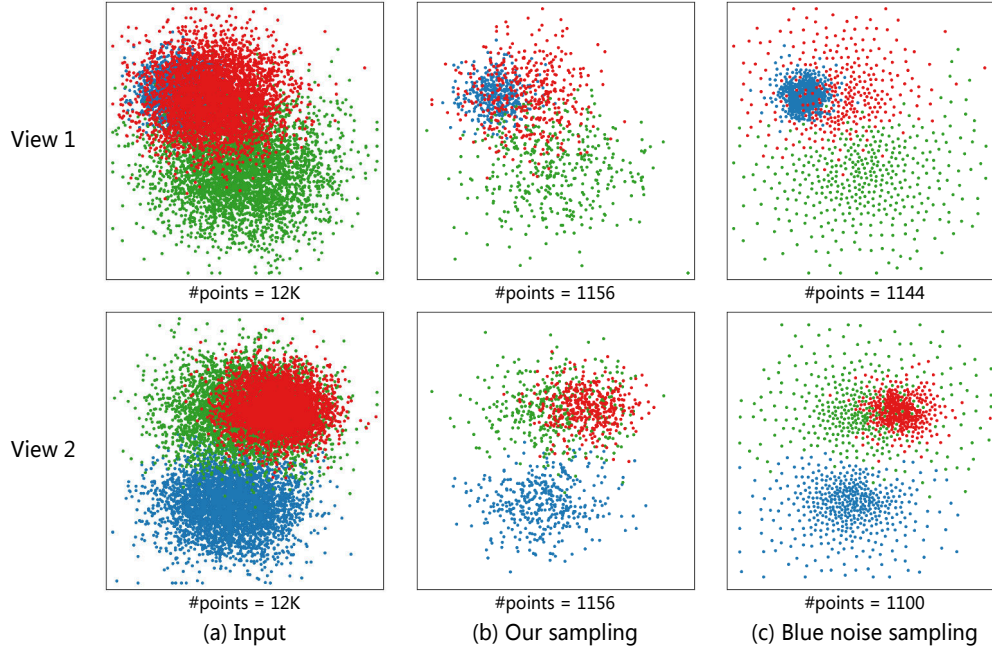 View 1
#points = 12K
#points = 1156
#points = 1144
View 2
#points = 12K
#points = 1156
#points = 1100
(a) Input
(b) Our sampling
(c) Blue noise sampling